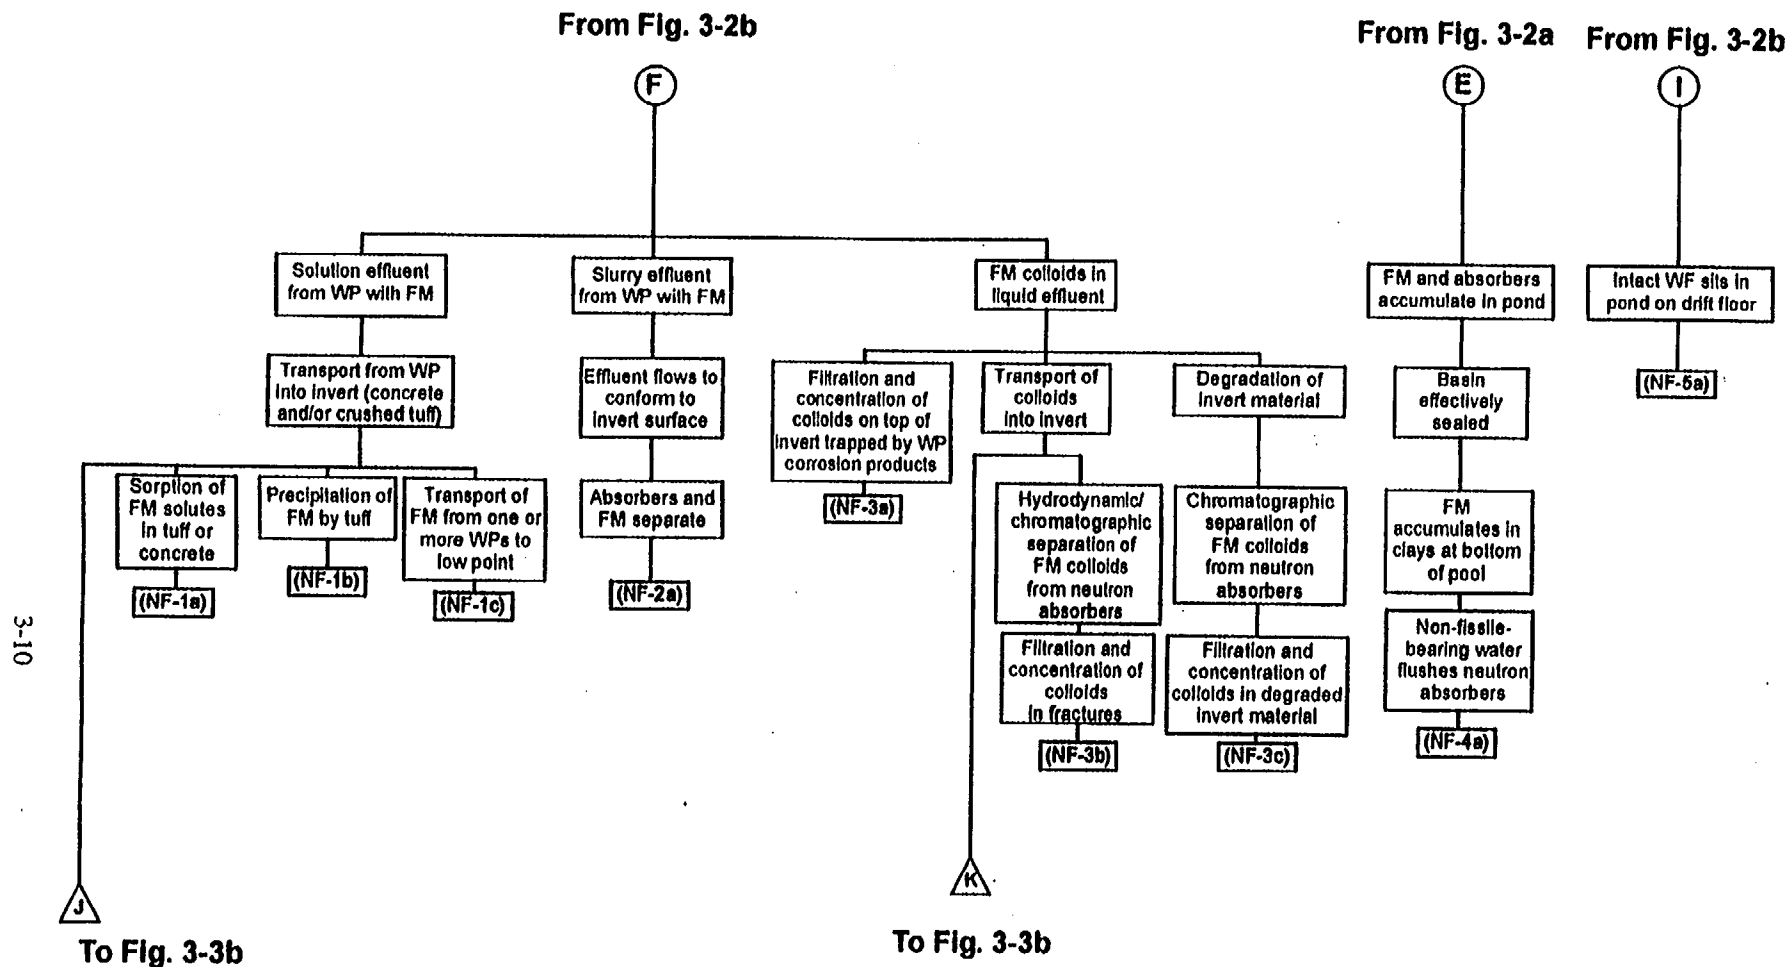 From Fig. 3-2b
F
From Fig. 3-2a
E
From Fig. 3-2b
I
Solution effluent
from WP with FM
Slurry effluent
from WP with FM
FM colloids in
liquid effluent
FM and absorbers
accumulate in pond
Intact WF sits in
pond on drift floor
Transport from WP
into invert (concrete
and/or crushed tuff)
Effluent flows to
conform to
invert surface
Filtration and
concentration of
colloids on top of
invert trapped by WP
corrosion products
Transport of
colloids
into invert
Degradation of
invert material
Basin
effectively
sealed
(NF-5a)
Sorption of
FM solutes
in tuff or
concrete
Precipitation of
FM by tuff
Transport of
FM from one or
more WPs to
low point
Absorbers and
FM separate
(NF-3a)
Hydrodynamic/
chromatographic
separation of
FM colloids
from neutron
absorbers
Chromatographic
separation of
FM colloids
from neutron
absorbers
FM
accumulates in
clays at bottom
of pool
(NF-1a)
(NF-1b)
(NF-1c)
(NF-2a)
Filtration and
concentration of
colloids
in fractures
Filtration and
concentration of
colloids in degraded
invert material
Non-fissile-
bearing water
flushes neutron
absorbers
(NF-3b)
(NF-3c)
(NF-4a)
3-10
J
To Fig. 3-3b
K
To Fig. 3-3b